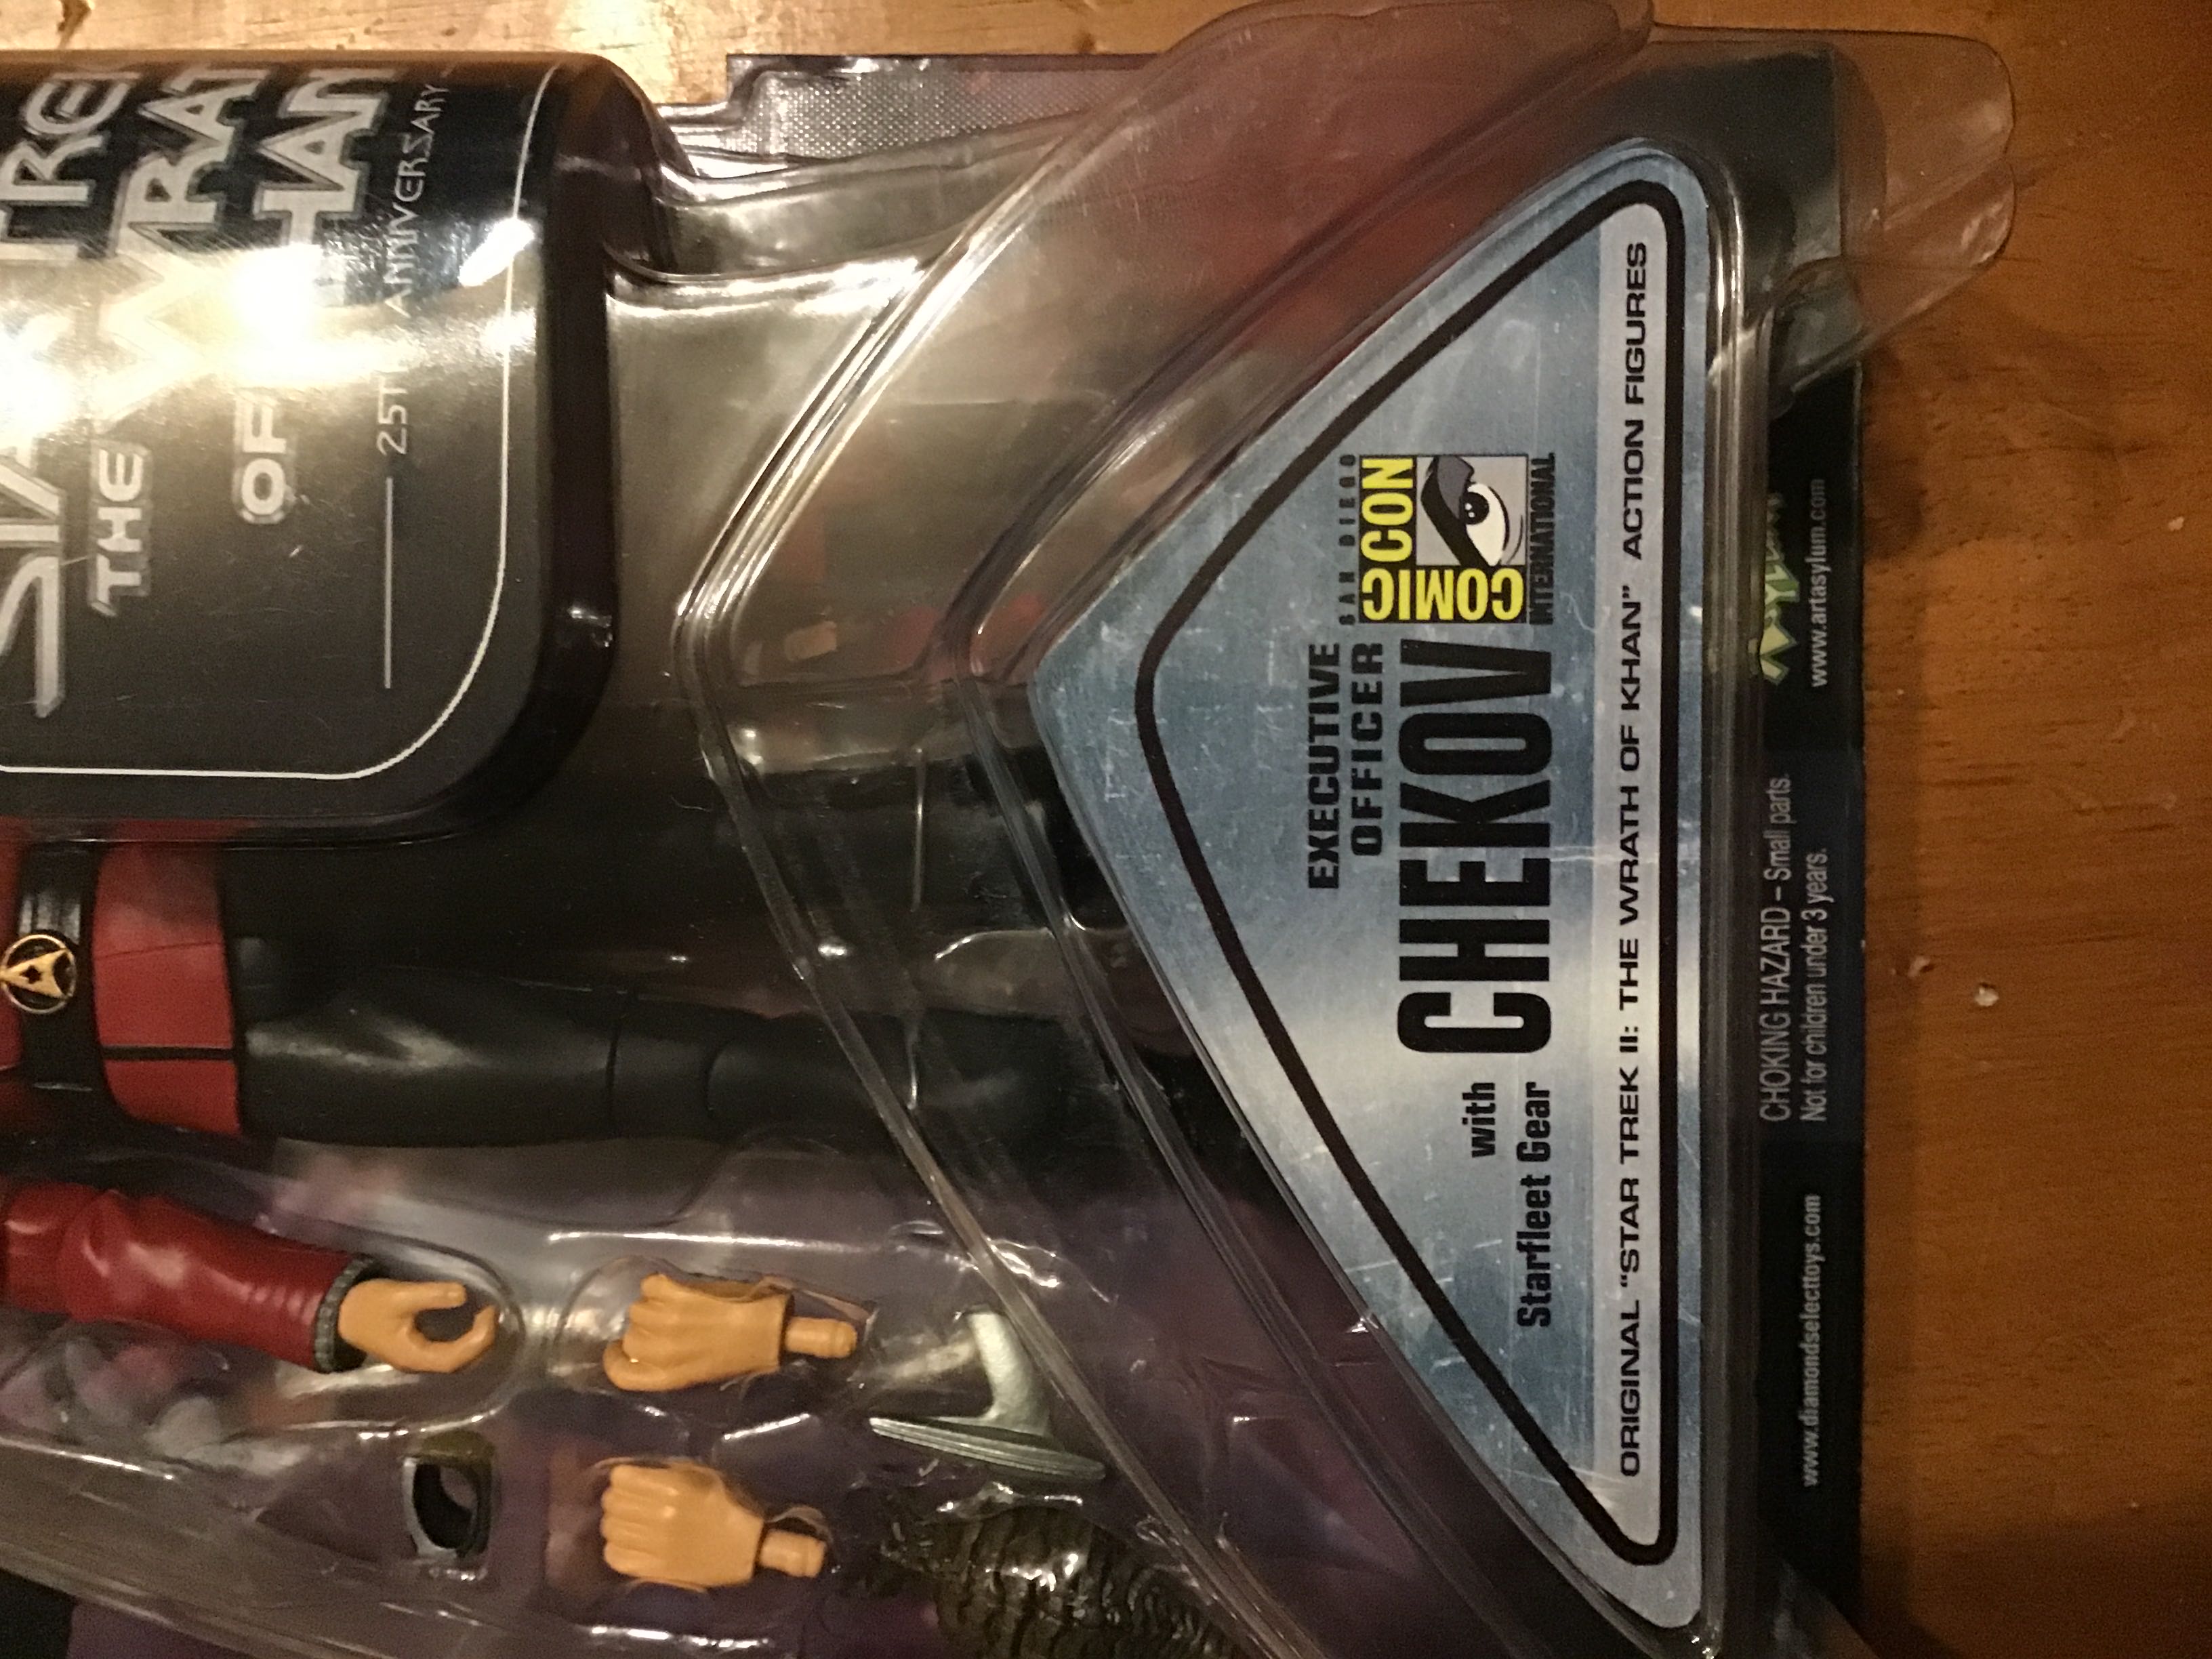 THE
OF
25T
ANNIVERSARY
EXECUTIVE
OFFICER
with CHEKOV
Starfleet Gear
SAN DIEGO
COMIC CON
INTERNATIONAL
ORIGINAL “STAR TREK II: THE WRATH OF KHAN” ACTION FIGURES
CHOKING HAZARD – Small parts.
Not for children under 3 years.
www.diamondselecttoys.com
www.artasylum.com